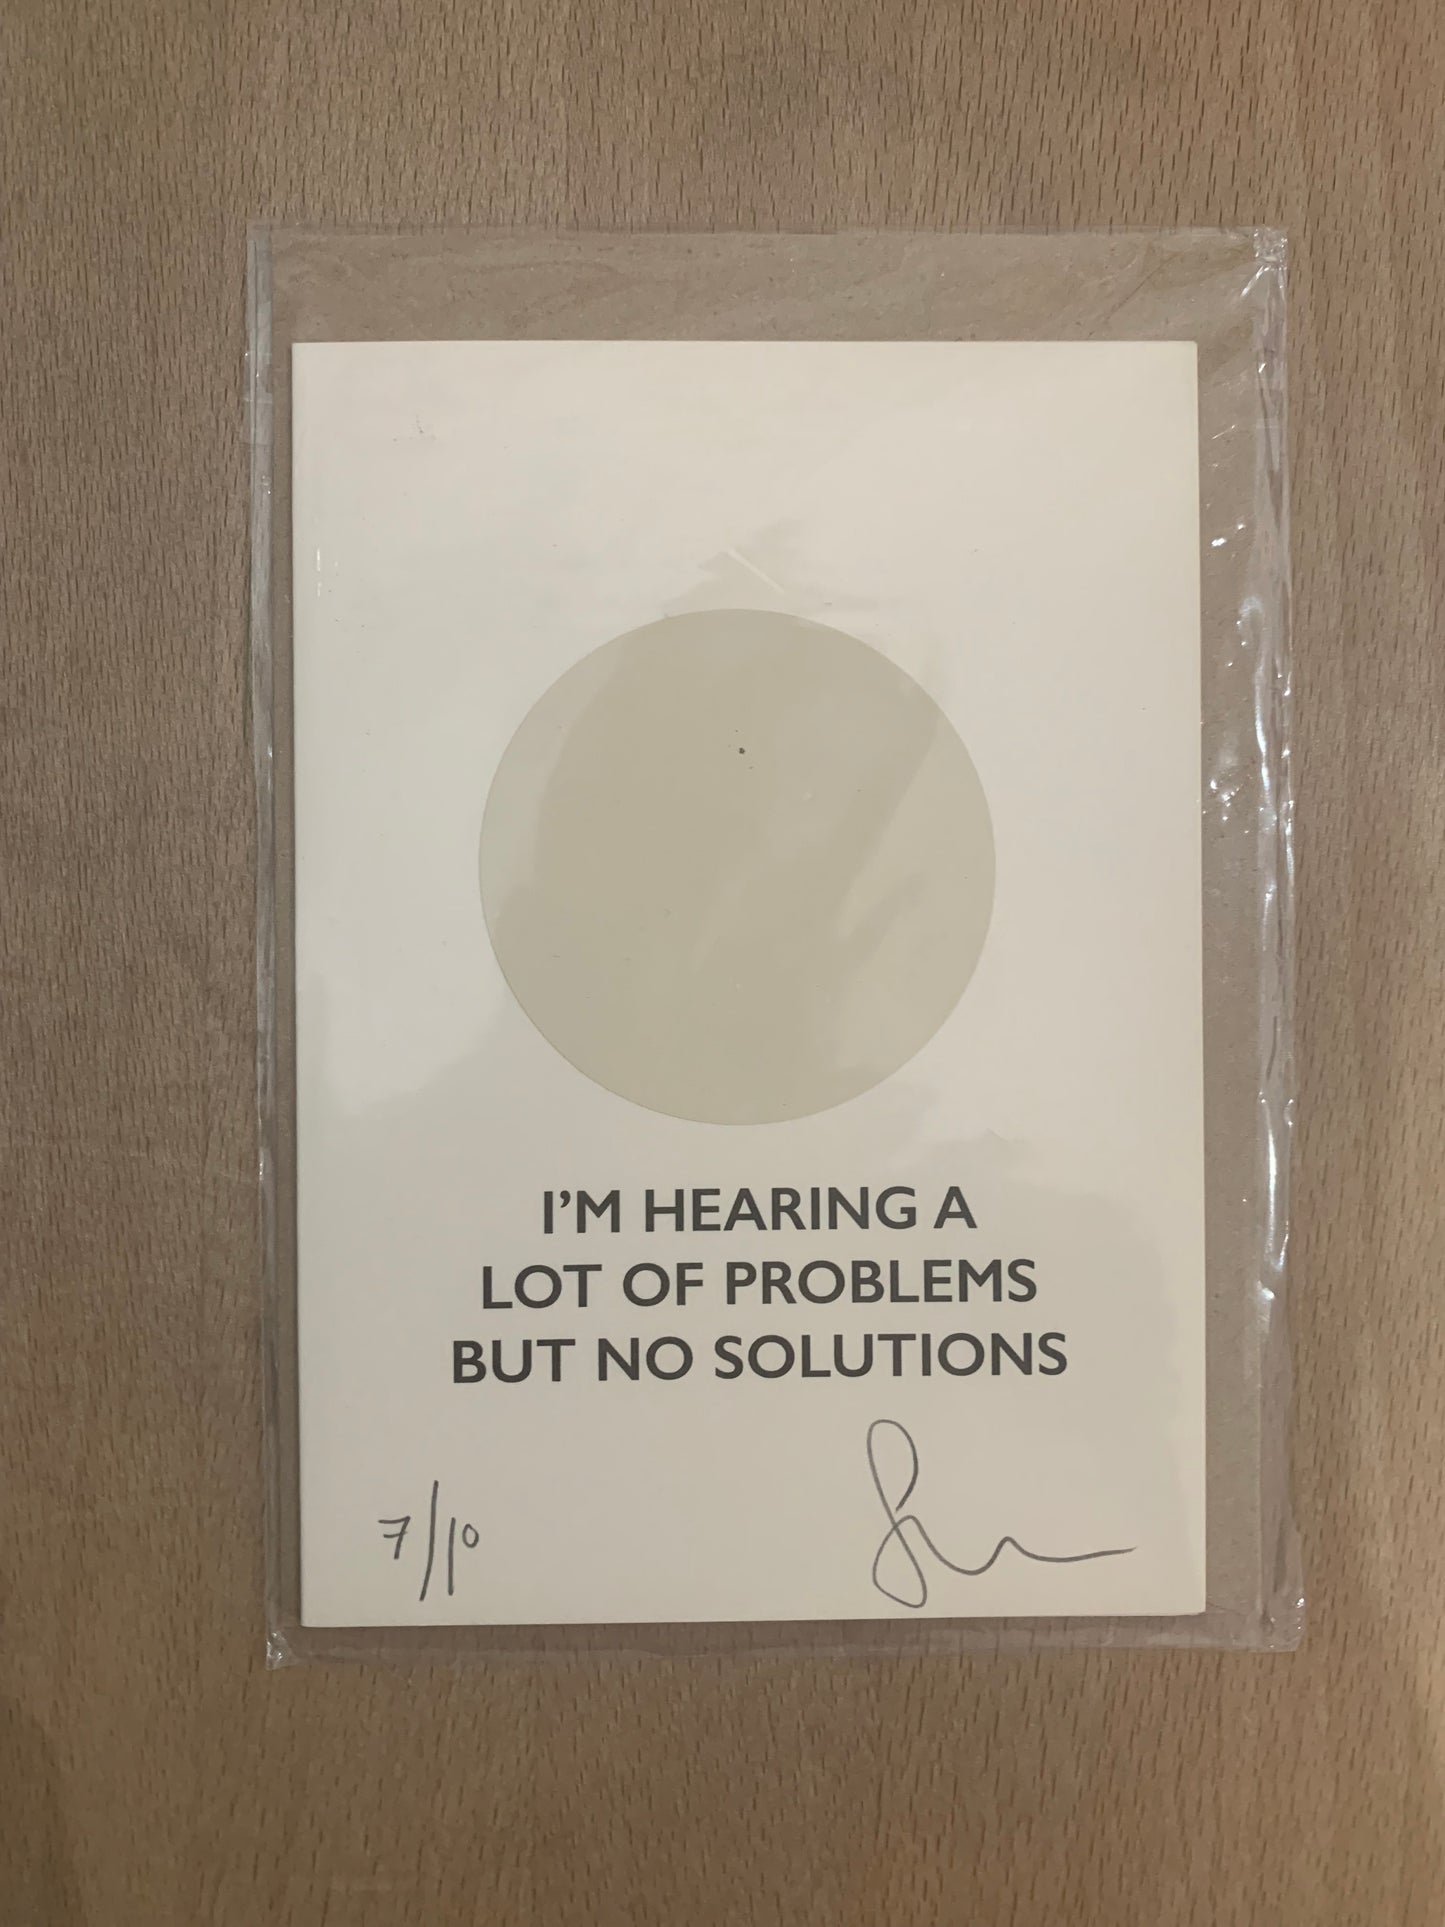 I'M HEARING A
LOT OF PROBLEMS
BUT NO SOLUTIONS
7/10